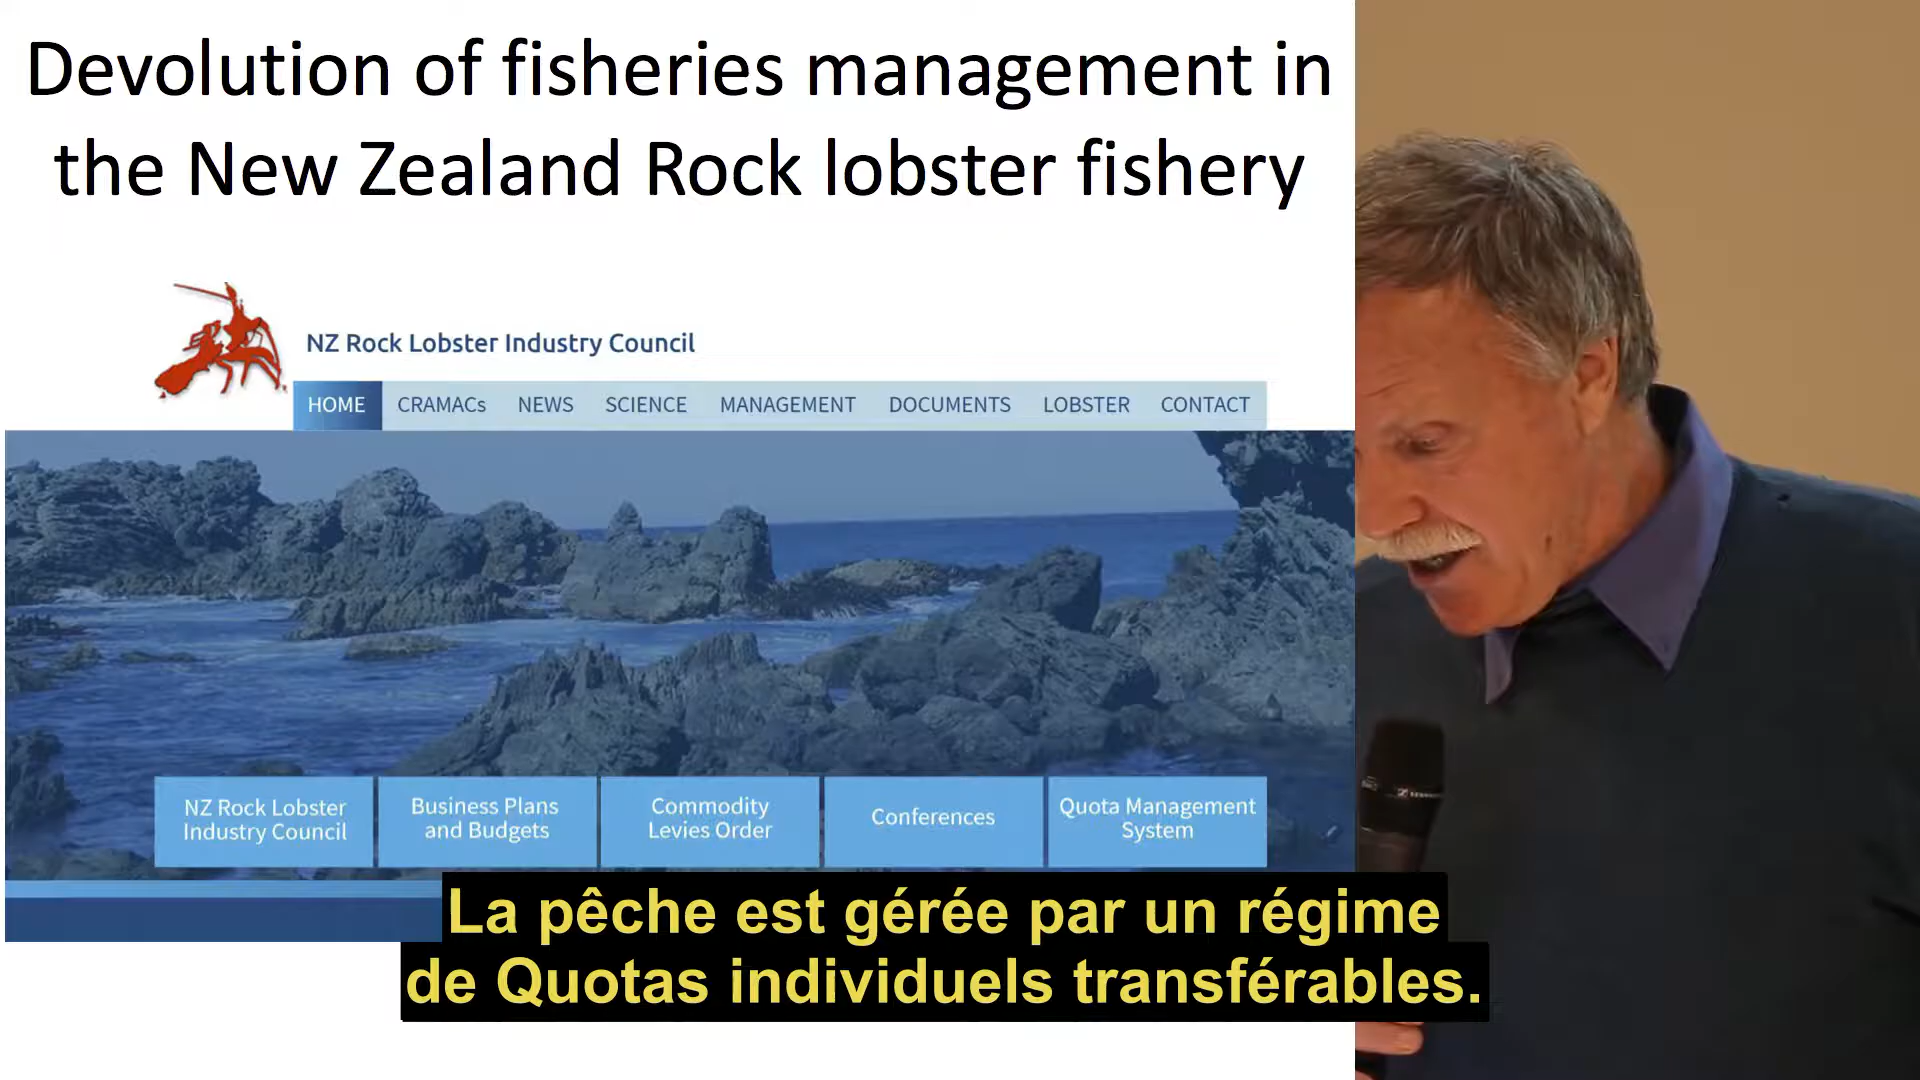 Devolution of fisheries management in
the New Zealand Rock lobster fishery
NZ Rock Lobster Industry Council
HOME CRAMACs NEWS SCIENCE MANAGEMENT DOCUMENTS LOBSTER CONTACT
NZ Rock Lobster
Industry Council
Business Plans
and Budgets
Commodity
Levies Order
Conferences
Quota Management
System
La pêche est gérée par un régime
de Quotas individuels transférables.